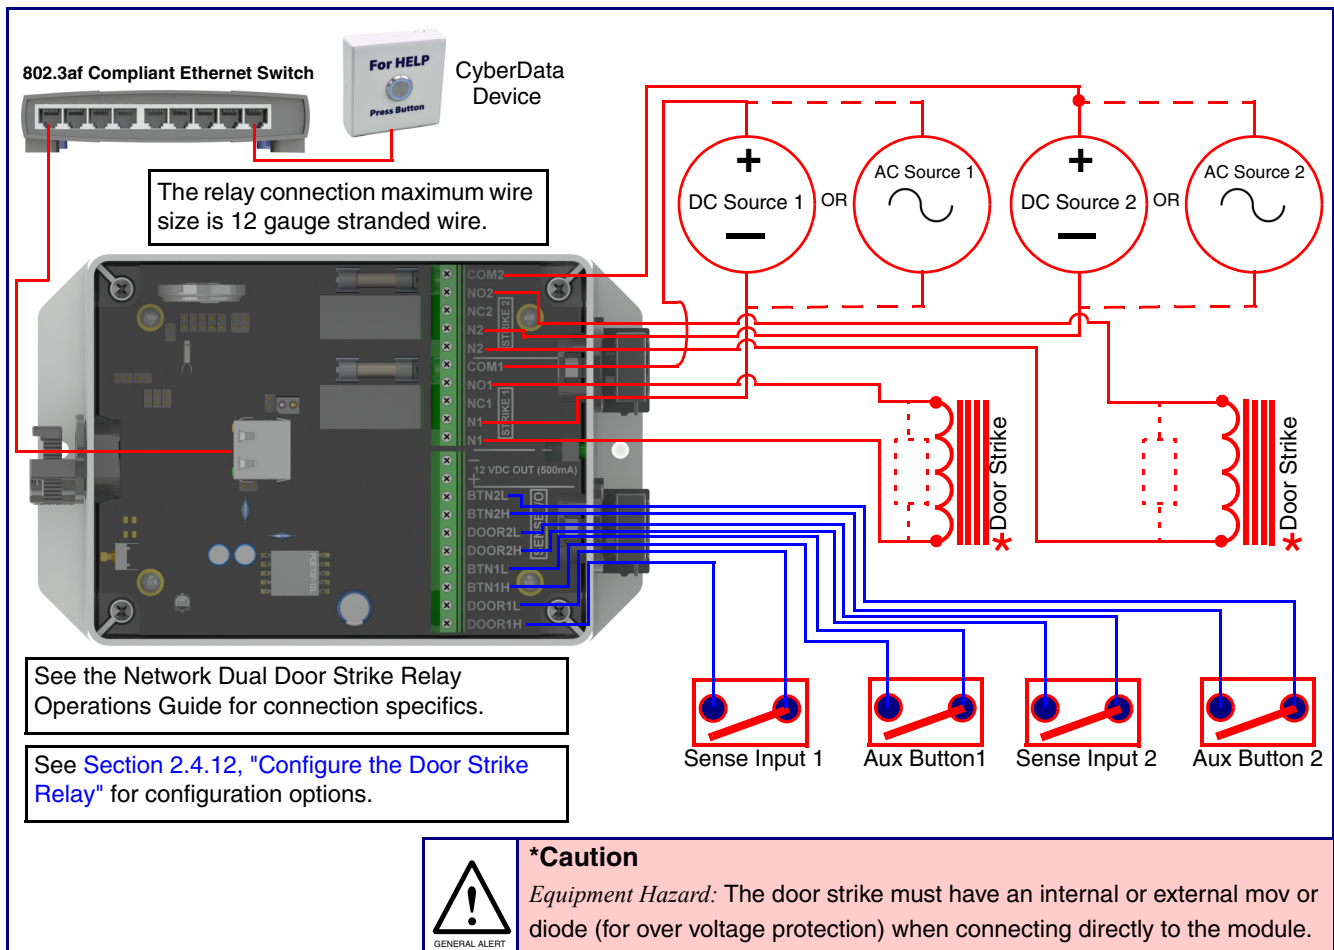 802.3af Compliant Ethernet Switch
For HELP
Press Button
CyberData
Device
The relay connection maximum wire
size is 12 gauge stranded wire.
+
DC Source 1
—
OR
AC Source 1
+
DC Source 2
—
OR
AC Source 2
COM2
NO2
NC2
N2
N2
STRIKE 2
COM1
NO1
NC1
N1
N1
STRIKE 1
−
+
12 VDC OUT (500mA)
BTN2L
BTN2H
DOOR2L
DOOR2H
BTN1L
BTN1H
DOOR1L
DOOR1H
SENSE I/O
POE13P-12L
*Door Strike
*Door Strike
Sense Input 1
Aux Button1
Sense Input 2
Aux Button 2
See the Network Dual Door Strike Relay
Operations Guide for connection specifics.
See Section 2.4.12, "Configure the Door Strike
Relay" for configuration options.
!
GENERAL ALERT
*Caution
Equipment Hazard: The door strike must have an internal or external mov or
diode (for over voltage protection) when connecting directly to the module.